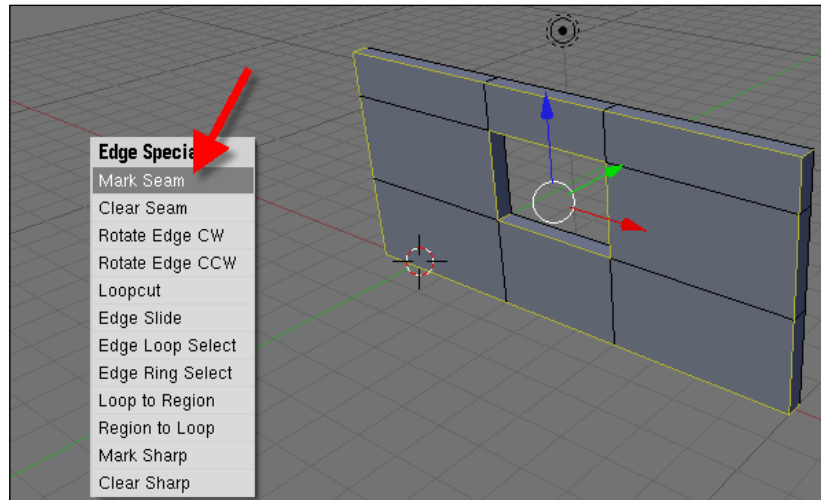 Edge Specia
Mark Seam
Clear Seam
Rotate Edge CW
Rotate Edge CCW
Loopcut
Edge Slide
Edge Loop Select
Edge Ring Select
Loop to Region
Region to Loop
Mark Sharp
Clear Sharp